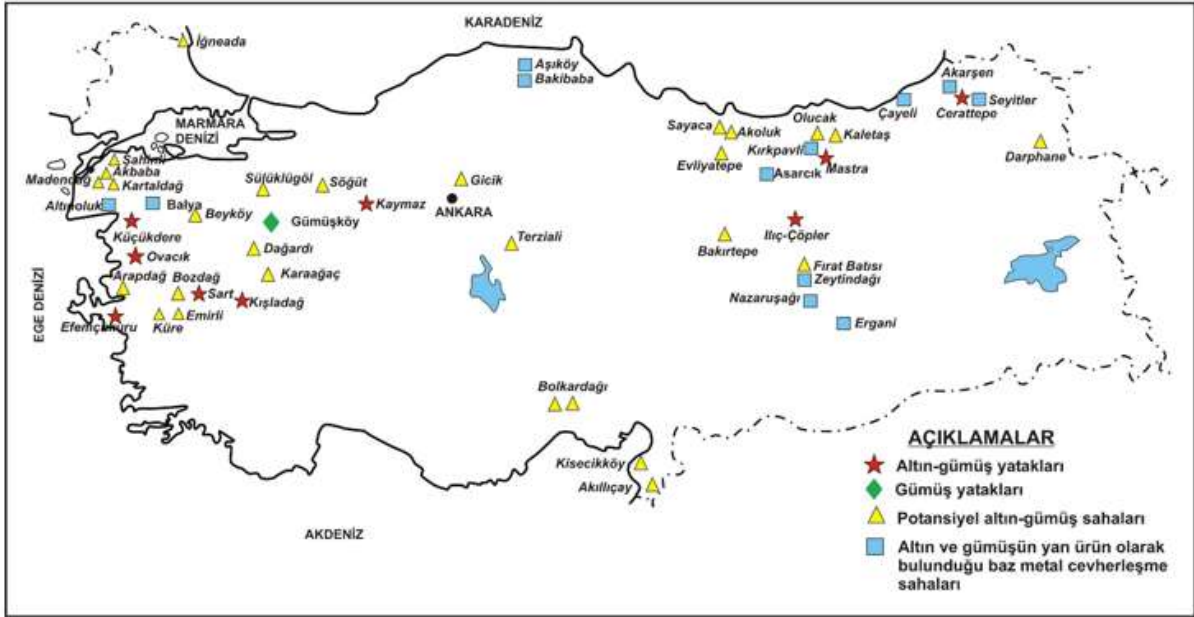 KARADENİZ
İğneada
Aşıköy
Bakibaba
Akarşen
Seyitler
Cerattepe
Çayeli
MARMARA
DENİZİ
Sayaca
Akoluk
Olucak
Kaletaş
Kırkpavli
Evliyatepe
Mastra
Asarcık
Darphane
Şahinli
Akbaba
Madendağ
Kartaldağ
Altınoluk
Balya
Sülüklügöl
Söğüt
Gicik
Kaymaz
ANKARA
Beyköy
Gümüşköy
Küçükdere
Ovacık
Dağardı
Terziali
Bakırtepe
Iliç-Çöpler
Karaağaç
Arapdağ
Bozdağ
Sart
Kışladağ
Fırat Batısı
Zeytindağı
Nazaruşağı
Ergani
EGE DENİZİ
Efemçukuru
Küre
Emirli
Bolkardağı
Kisecikköy
Akıllıçay
AKDENİZ
AÇIKLAMALAR
Altın-gümüş yatakları
Gümüş yatakları
Potansiyel altın-gümüş sahaları
Altın ve gümüşün yan ürün olarak
bulunduğu baz metal cevherleşme
sahaları